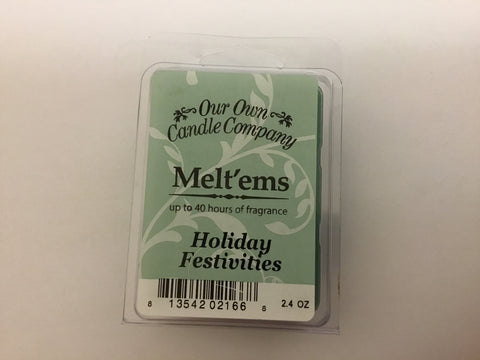 Our Own
Candle Company
Melt'ems
up to 40 hours of fragrance
Holiday
Festivities
8 13542 02166 8 2.4 OZ